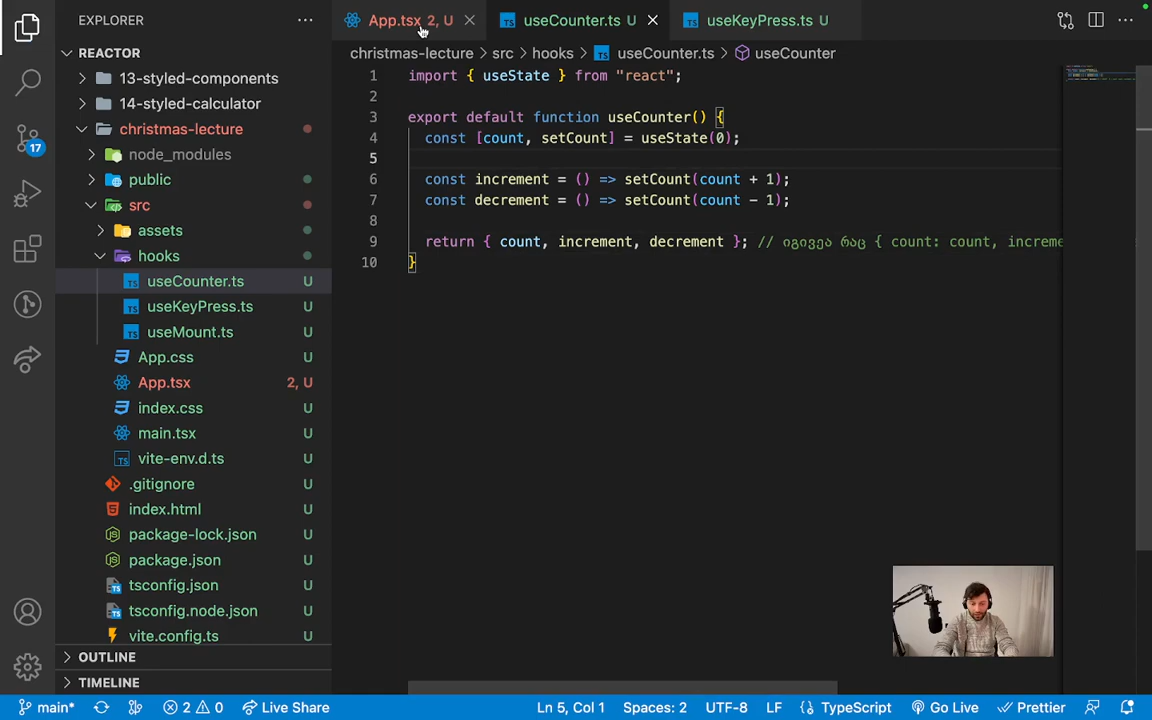 EXPLORER
App.tsx 2, U
useCounter.ts U
useKeyPress.ts U
REACTOR
christmas-lecture > src > hooks > useCounter.ts > useCounter
13-styled-components
14-styled-calculator
christmas-lecture
node_modules
public
src
assets
hooks
useCounter.ts U
useKeyPress.ts U
useMount.ts U
App.css U
App.tsx 2, U
index.css U
main.tsx U
vite-env.d.ts U
.gitignore U
index.html U
package-lock.json U
package.json U
tsconfig.json U
tsconfig.node.json U
vite.config.ts U
OUTLINE
TIMELINE
17
1 import { useState } from "react";
2
3 export default function useCounter() {
4 const [count, setCount] = useState(0);
5
6 const increment = () => setCount(count + 1);
7 const decrement = () => setCount(count - 1);
8
9 return { count, increment, decrement }; // იგივეა რაც { count: count, increme
10 }
main* 2 0 Live Share Ln 5, Col 1 Spaces: 2 UTF-8 LF {} TypeScript Go Live Prettier